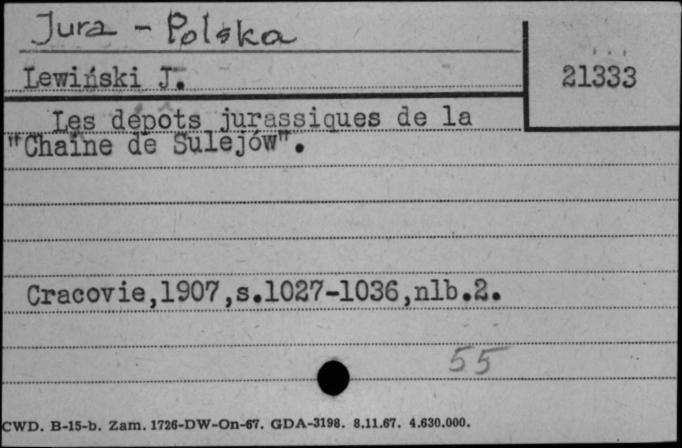 Jura - Polska
Lewiński J.
21333
Les dépôts jurassiques de la
"Chaîne de Sulejów".
Cracovie,1907,s.1027-1036,nlb.2.
55
CWD. B-15-b. Zam. 1726-DW-On-67. GDA-3198. 8.11.67. 4.630.000.